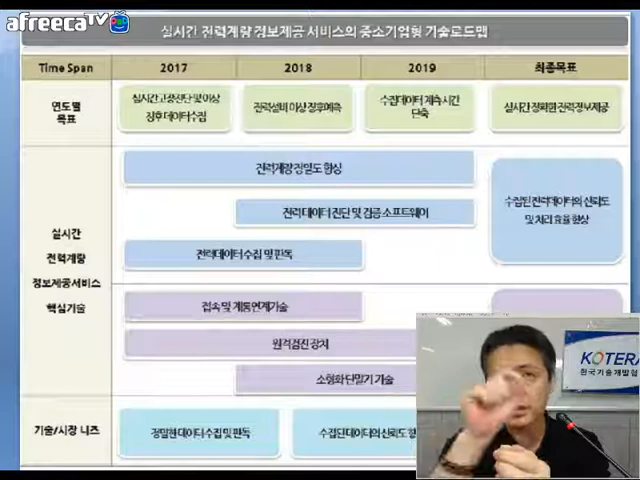 afreecaTV
실시간 전력계량 정보제공 서비스의 중소기업형 기술로드맵
Time Span 2017 2018 2019 최종목표
연도별
목표
실시간 고장진단 및 이상
징후 데이터수집
전력설비 이상 징후예측
수집데이터 계측시간
단축
실시간 정확한 전력정보제공
실시간
전력계량
정보제공서비스
핵심기술
전력계량 정밀도 향상
전력데이터 진단 및 검증 소프트웨어
전력데이터 수집 및 판독
수집된 전력데이터의 신뢰도
및 처리 효율 향상
접속 및 계통연계기술
원격검진 장치
소형화 단말기 기술
기술/시장 니즈
정밀한 데이터 수집 및 판독
수집된 데이터의 신뢰도 향
KOTERA
한국기술개발협